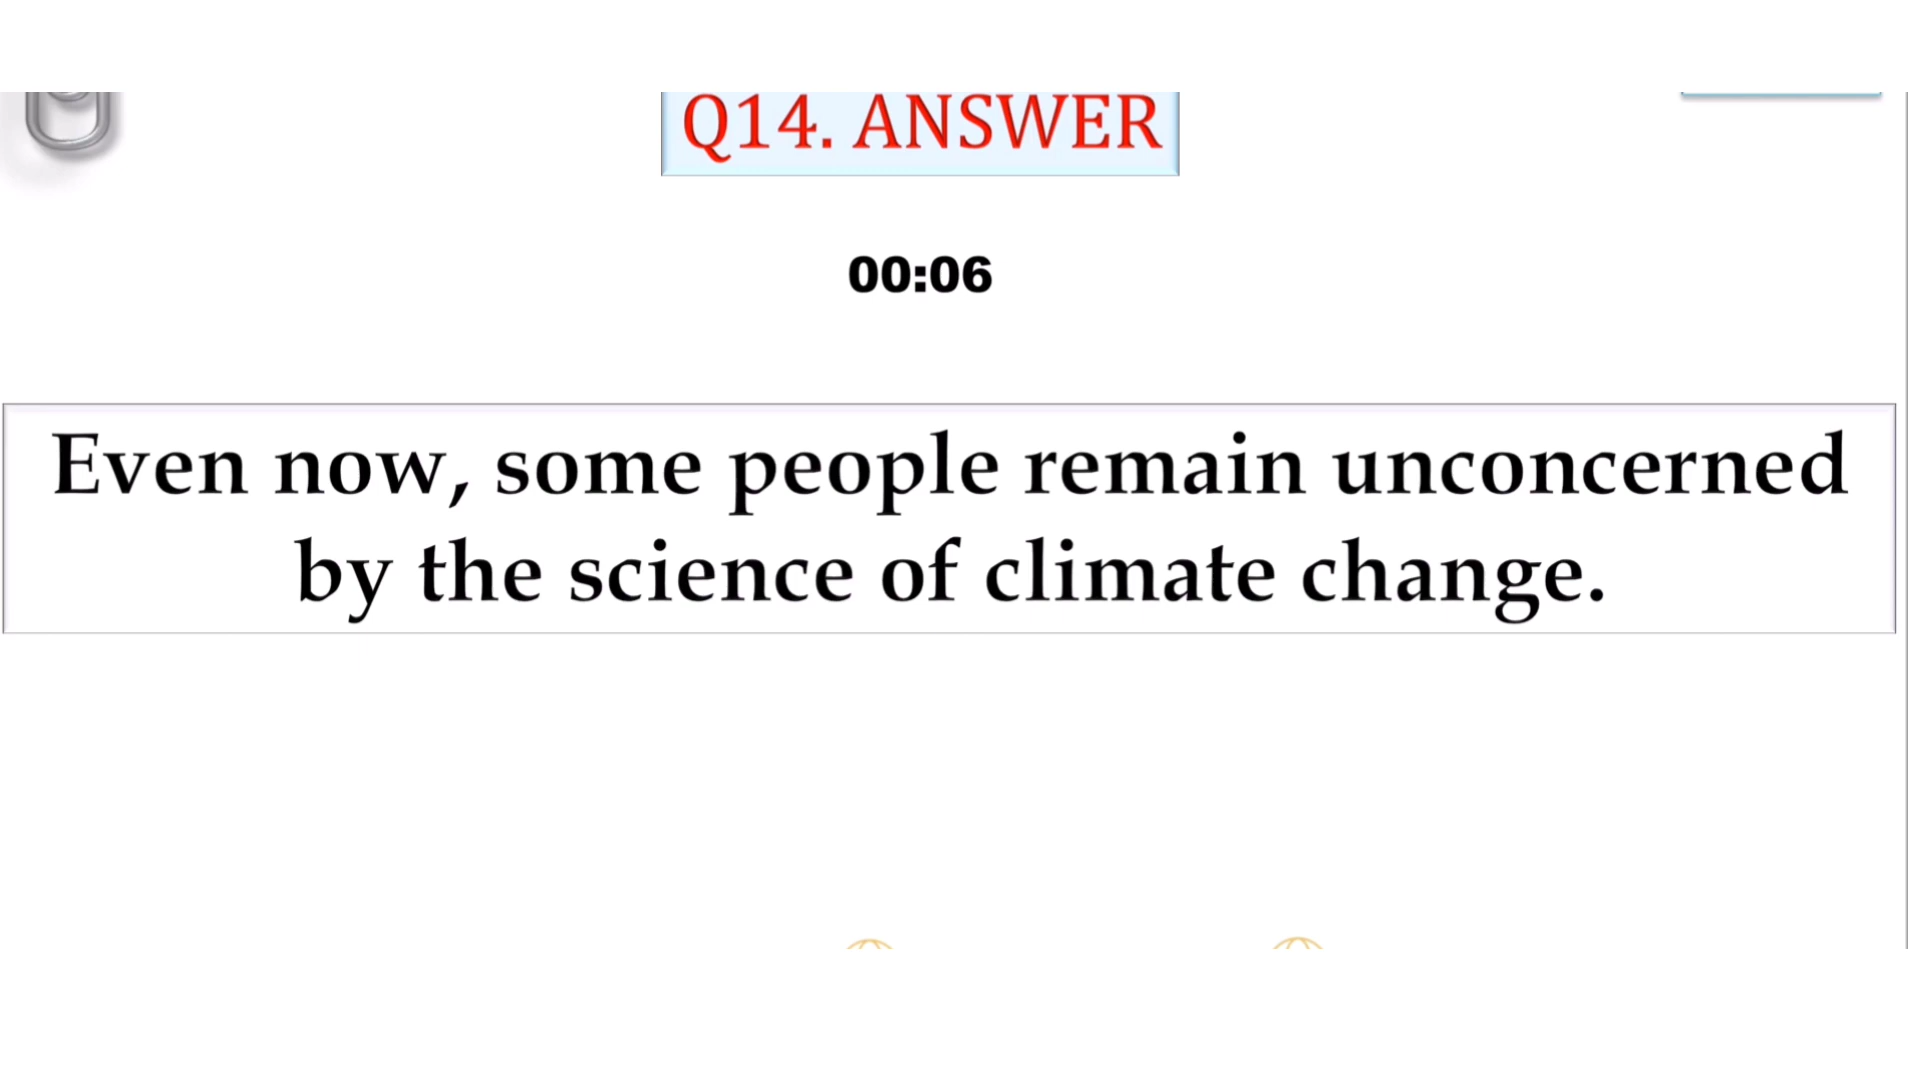 Q14. ANSWER
00:06
Even now, some people remain unconcerned
by the science of climate change.